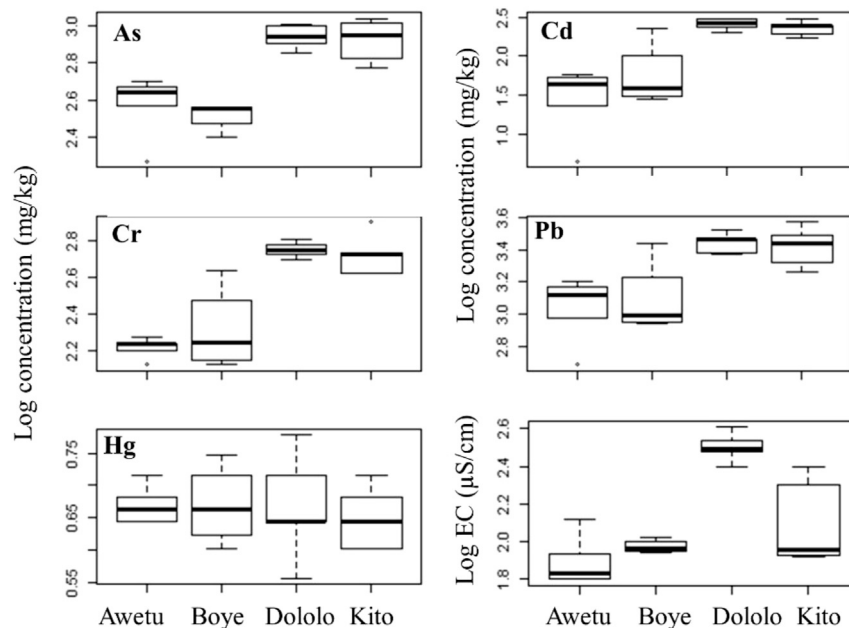 Log concentration (mg/kg)
As
3.0
2.8
2.6
2.4
Cr
2.8
2.6
2.4
2.2
Hg
0.75
0.65
0.55
Awetu Boye Dololo Kito
Log concentration (mg/kg)
Cd
2.5
2.0
1.5
1.0
Pb
3.6
3.4
3.2
3.0
2.8
Log EC (µS/cm)
2.6
2.4
2.2
2.0
1.8
Awetu Boye Dololo Kito